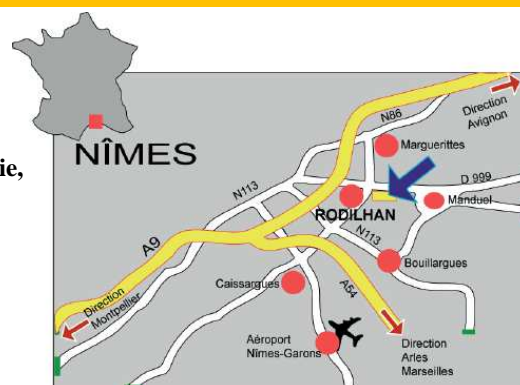 NÎMES
ie,
N86
Direction
Avignon
Marguerittes
D 999
N113
Manduel
RODILHAN
A9
N113
Bouillargues
Caissargues
A54
Direction
Montpellier
Aéroport
Nîmes-Garons
Direction
Arles
Marseilles